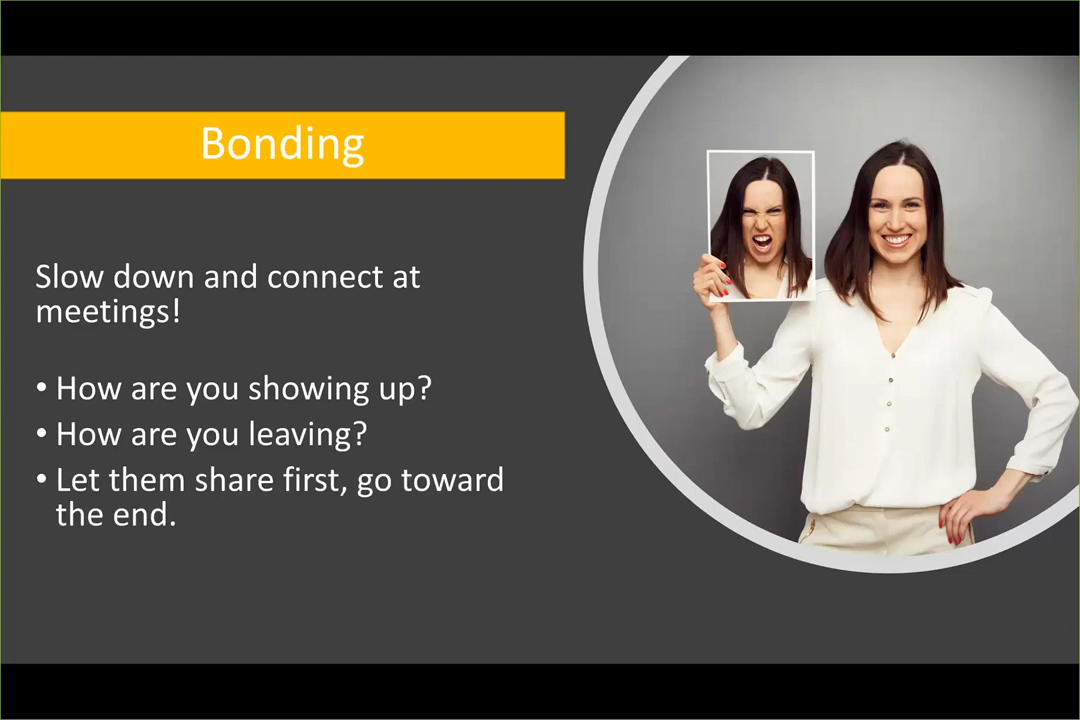 Bonding
Slow down and connect at
meetings!
• How are you showing up?
• How are you leaving?
• Let them share first, go toward
the end.